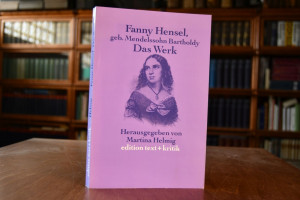 Fanny Hensel,
geb. Mendelssohn Bartholdy
Das Werk
Herausgegeben von
Martina Helmig
edition text + kritik